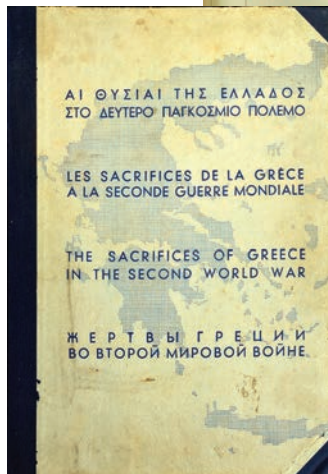 ΑΙ ΘΥΣΙΑΙ ΤΗΣ ΕΛΛΑΔΟΣ
ΣΤΟ ΔΕΥΤΕΡΟ ΠΑΓΚΟΣΜΙΟ ΠΟΛΕΜΟ
LES SACRIFICES DE LA GRÈCE
A LA SECONDE GUERRE MONDIALE
THE SACRIFICES OF GREECE
IN THE SECOND WORLD WAR
ЖЕРТВЫ ГРЕЦИИ
ВО ВТОРОЙ МИРОВОЙ ВОЙНЕ